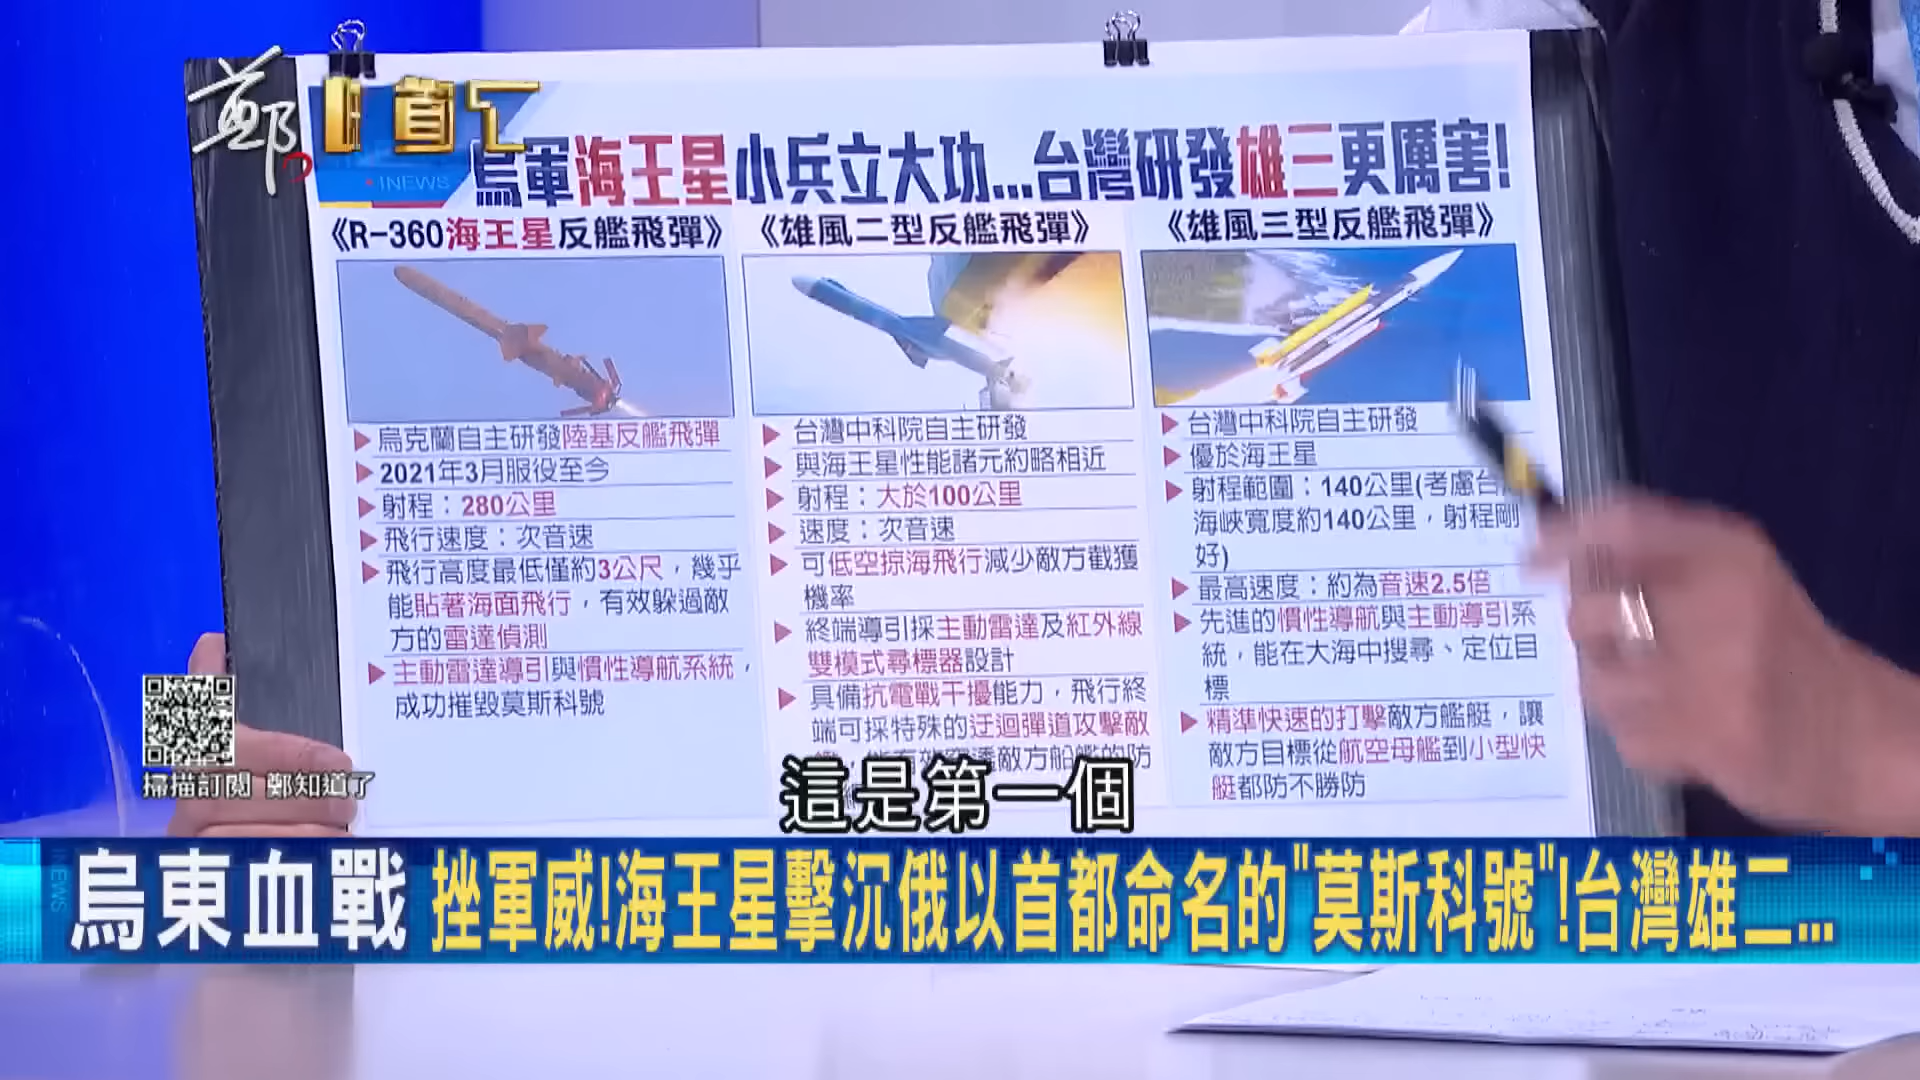 鄭
INEWS
烏軍海王星小兵立大功...台灣研發雄三更厲害!
《R-360海王星反艦飛彈》
烏克蘭自主研發陸基反艦飛彈
2021年3月服役至今
射程:280公里
飛行速度:次音速
飛行高度最低僅約3公尺,幾乎
能貼著海面飛行,有效躲過敵
方的雷達偵測
主動雷達導引與慣性導航系統,
成功摧毀莫斯科號
《雄風二型反艦飛彈》
台灣中科院自主研發
與海王星性能諸元約略相近
射程:大於100公里
速度:次音速
可低空掠海飛行減少敵方截獲
機率
終端導引採主動雷達及紅外線
雙模式尋標器設計
具備抗電戰干擾能力,飛行終
端可採特殊的迂迴彈道攻擊敵
敵方船艦的防
《雄風三型反艦飛彈》
台灣中科院自主研發
優於海王星
射程範圍:140公里(考慮台
海峽寬度約140公里,射程剛
好)
最高速度:約為音速2.5倍
先進的慣性導航與主動導引系
統,能在大海中搜尋、定位目
標
精準快速的打擊敵方艦艇,讓
敵方目標從航空母艦到小型快
艇都防不勝防
掃描訂閱 鄭知道了
這是第一個
INEWS
烏東血戰 挫軍威!海王星擊沉俄以首都命名的"莫斯科號"!台灣雄二...